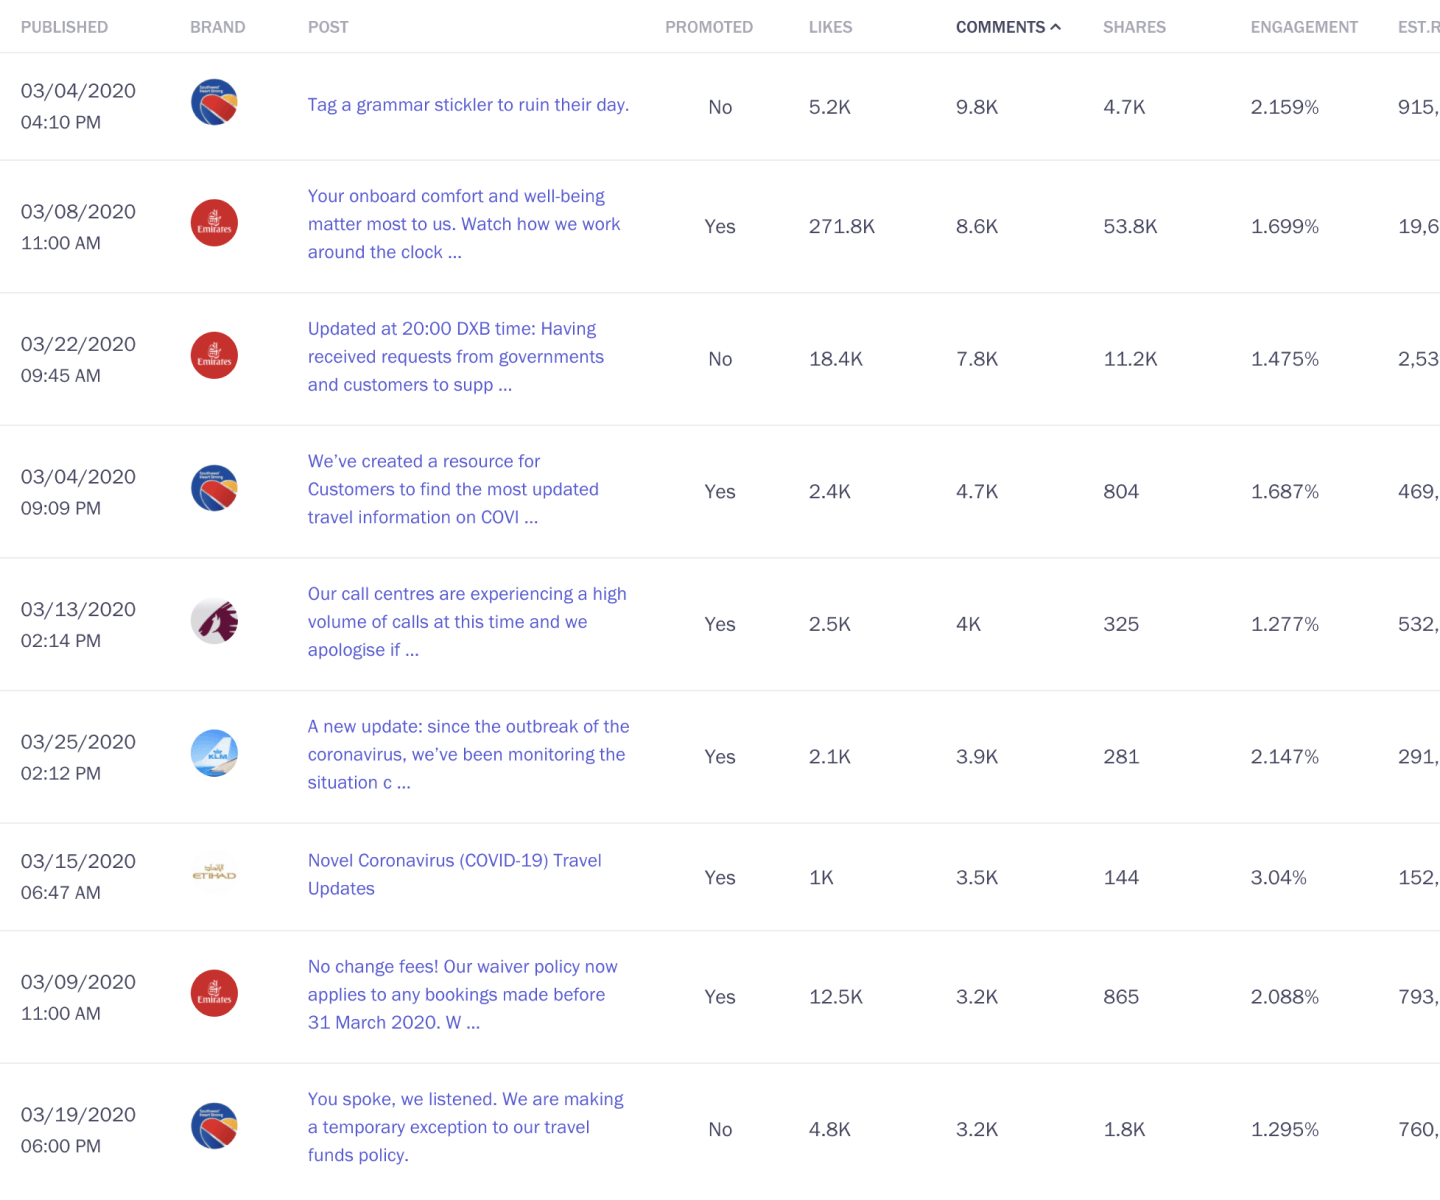 PUBLISHED BRAND POST PROMOTED LIKES COMMENTS SHARES ENGAGEMENT EST.R
03/04/2020
04:10 PM
Tag a grammar stickler to ruin their day.
No 5.2K 9.8K 4.7K 2.159% 915,
03/08/2020
11:00 AM
Emirates
Your onboard comfort and well-being
matter most to us. Watch how we work
around the clock ...
Yes 271.8K 8.6K 53.8K 1.699% 19,6
03/22/2020
09:45 AM
Emirates
Updated at 20:00 DXB time: Having
received requests from governments
and customers to supp ...
No 18.4K 7.8K 11.2K 1.475% 2,53
03/04/2020
09:09 PM
We’ve created a resource for
Customers to find the most updated
travel information on COVI ...
Yes 2.4K 4.7K 804 1.687% 469,
03/13/2020
02:14 PM
Our call centres are experiencing a high
volume of calls at this time and we
apologise if ...
Yes 2.5K 4K 325 1.277% 532,
03/25/2020
02:12 PM
KLM
A new update: since the outbreak of the
coronavirus, we’ve been monitoring the
situation c ...
Yes 2.1K 3.9K 281 2.147% 291,
03/15/2020
06:47 AM
ETIHAD
Novel Coronavirus (COVID-19) Travel
Updates
Yes 1K 3.5K 144 3.04% 152,
03/09/2020
11:00 AM
Emirates
No change fees! Our waiver policy now
applies to any bookings made before
31 March 2020. W ...
Yes 12.5K 3.2K 865 2.088% 793,
03/19/2020
06:00 PM
You spoke, we listened. We are making
a temporary exception to our travel
funds policy.
No 4.8K 3.2K 1.8K 1.295% 760,